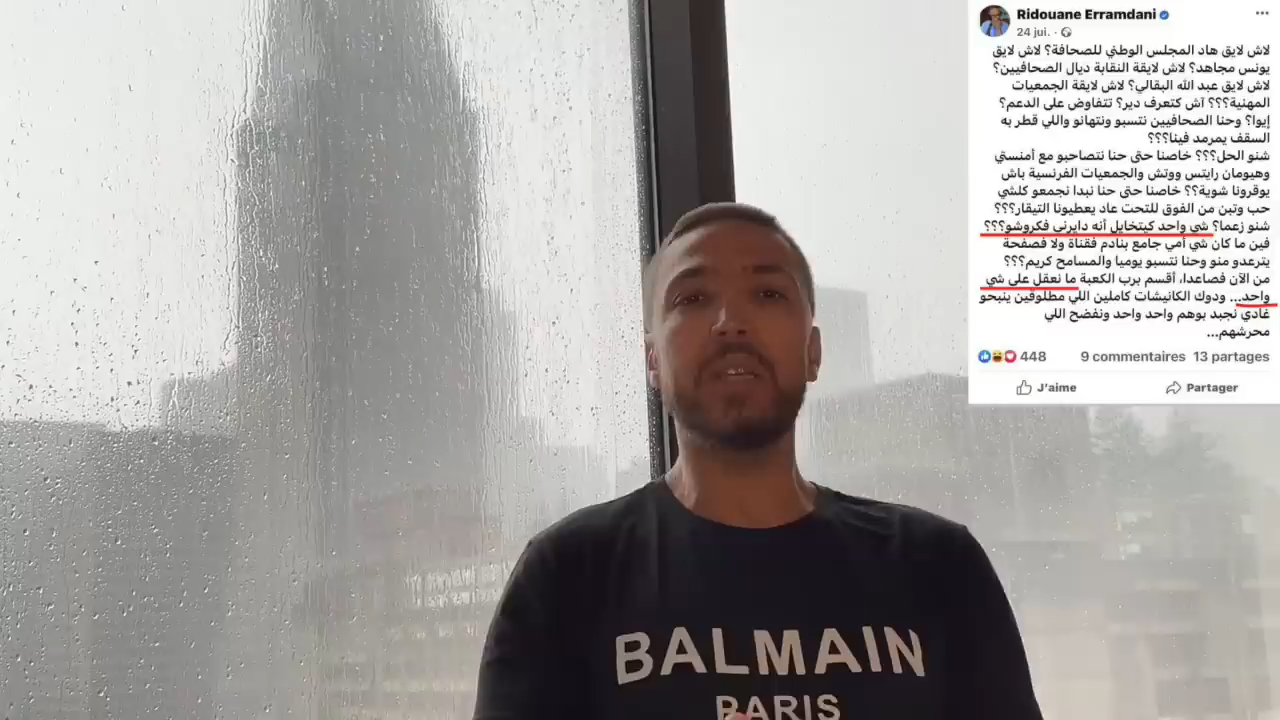 Ridouane Erramdani
24 jui.
لاش لايق هاد المجلس الوطني للصحافة؟ لاش لايق
يونس مجاهد؟ لاش لايقة النقابة ديال الصحافيين؟
لاش لايق عبد الله البقالي؟ لاش لايقة الجمعيات
المهنية؟؟؟ آش كتعرف دير؟ تتفاوض على الدعم؟
إيوا؟ وحنا الصحافيين نتسبو ونتهانو واللي قطر به
السقف يمرمد فينا؟؟؟
شنو الحل؟؟؟ خاصنا حتى حنا نتصاحبو مع أمنستي
وهيومان رايتس ووتش والجمعيات الفرنسية باش
يوقرونا شوية؟؟ خاصنا حتى حنا نبدا نجمعو كلشي
حب وتبن من الفوق للتحت عاد يعطيونا التيقار؟؟؟
شنو زعما؟ شي واحد كيتخايل أنه دايرني فكروشو؟؟؟
فين ما كان شي أمي جامع بنادم فقناة ولا فصفحة
يترعدو منو وحنا نتسبو يوميا والمسامح كريم؟؟؟
من الآن فصاعدا، أقسم برب الكعبة ما نعقل على شي
واحد... ودوك الكانيشات كاملين اللي مطلوقين ينبحو
غادي نجبد بوهم واحد واحد ونفضح اللي
محرشهم...
448 9 commentaires 13 partages
J'aime Partager
BALMAIN
PARIS